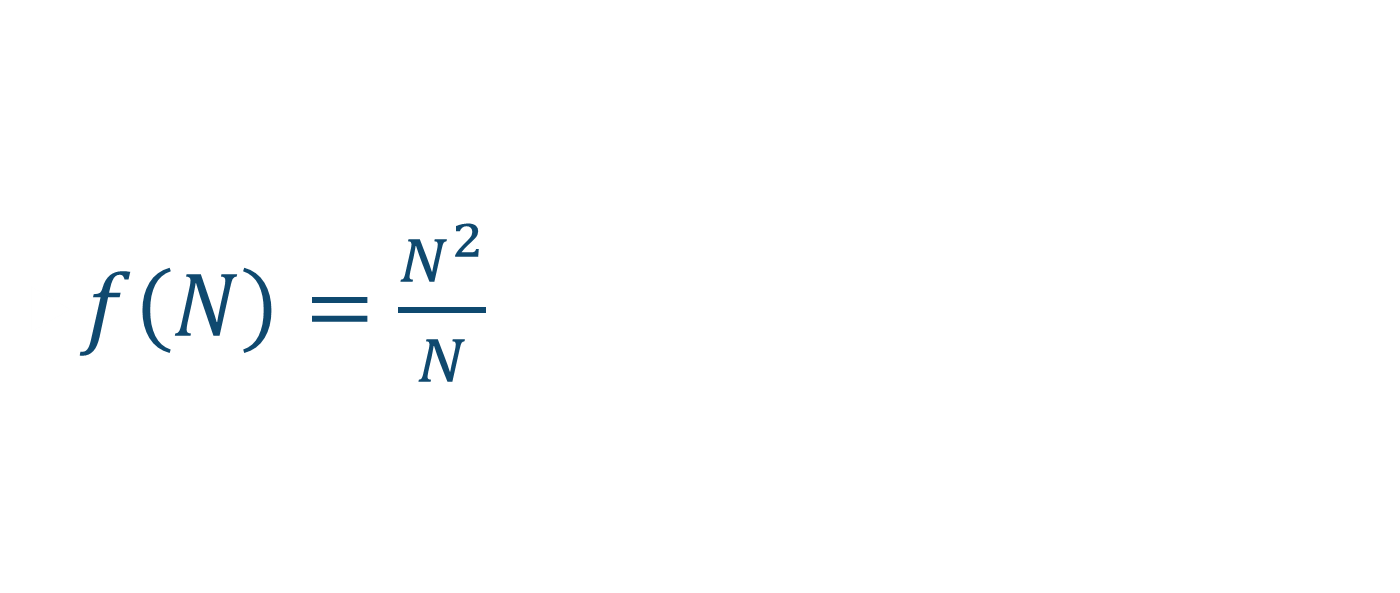 f(N) = N²/N